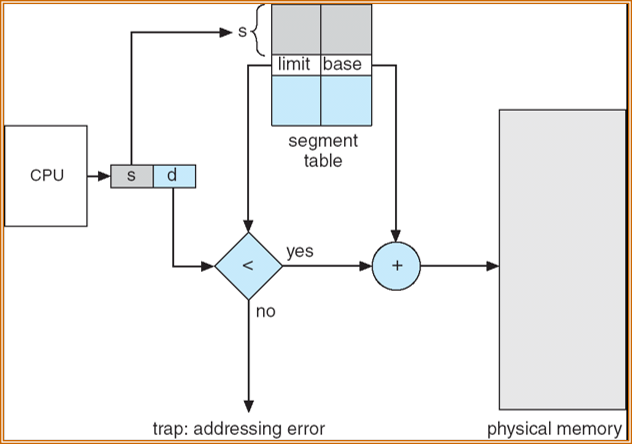 s
limit base
segment
table
CPU
s d
<
yes
+
no
trap: addressing error
physical memory